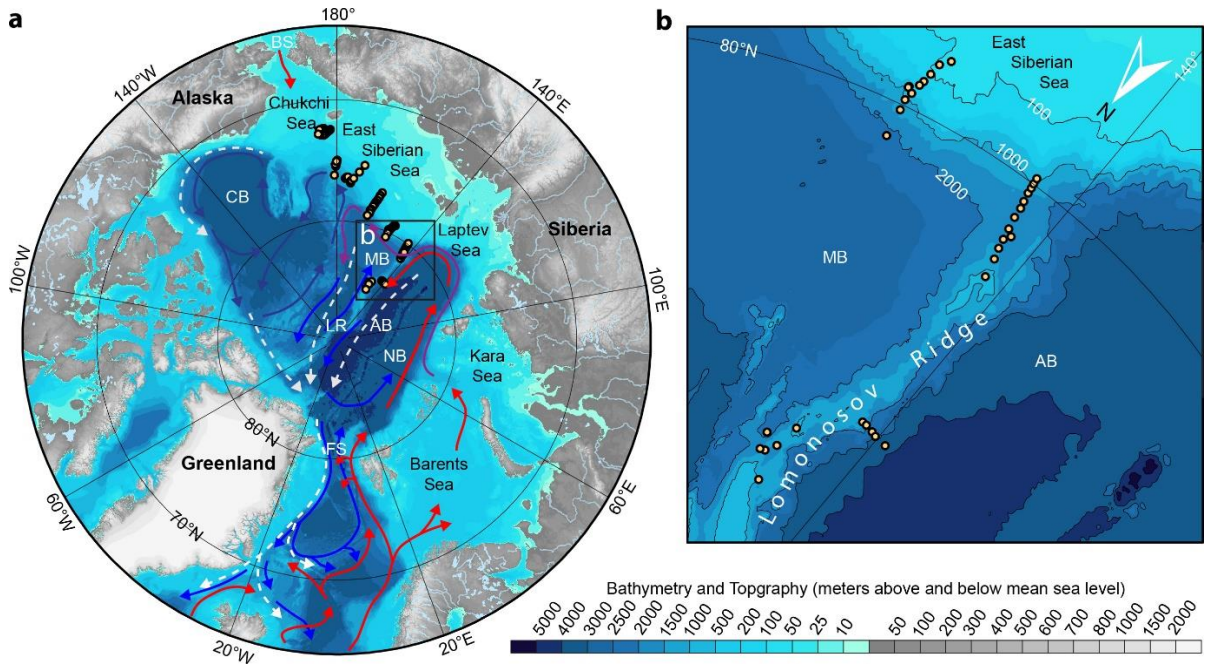 a
180°
140°W
140°E
BS
Alaska
Chukchi
Sea
East
Siberian
Sea
CB
Laptev
Sea
Siberia
b
MB
100°W
100°E
LR
AB
NB
Kara
Sea
80°N
FS
Greenland
Barents
Sea
60°W
60°E
70°N
20°W
20°E
b
80°N
East
Siberian
Sea
140°
N
100
1000
2000
MB
Lomonosov Ridge
AB
Bathymetry and Topgraphy (meters above and below mean sea level)
5000 4000 3000 2500 2000 1000 500 200 100 50 25 10 50 100 200 300 400 500 600 700 800 1000 1500 2000